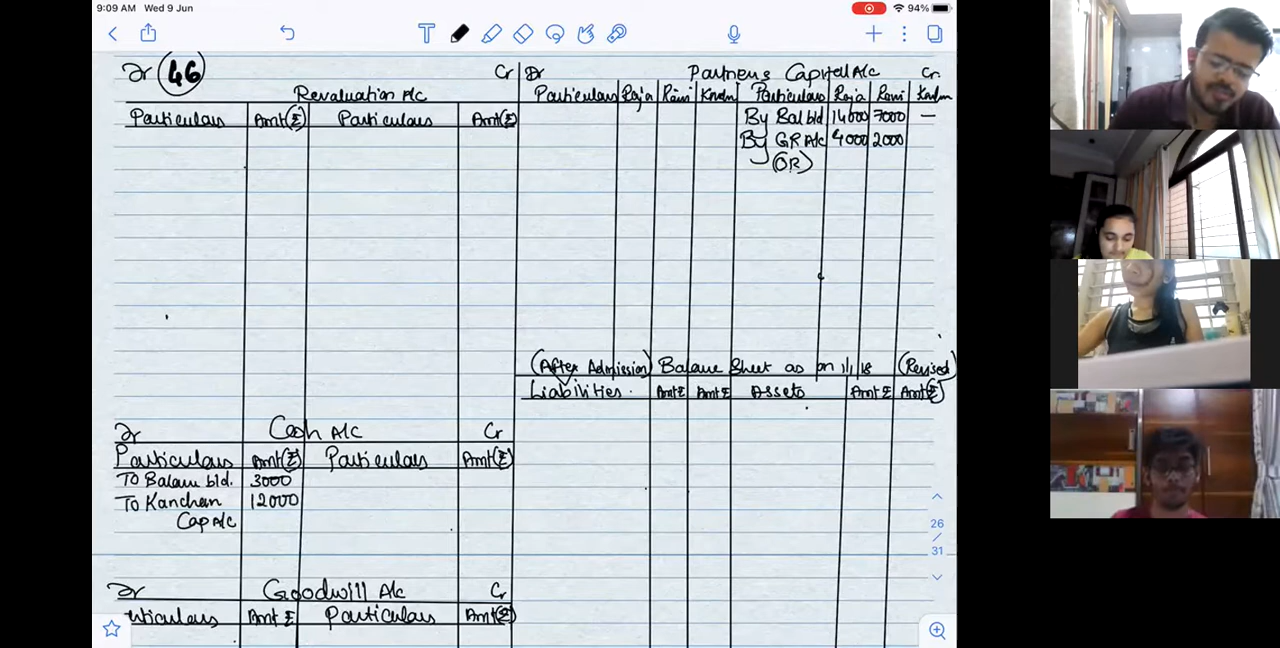 9:09 AM Wed 9 Jun
94%
Dr (46) Cr
Revaluation A/c
Particulars Amt(₹) Particulars Amt(₹)
Dr Partners Capital A/c Cr.
Particulars Raja Ravi Kndm Particulars Raja Ravi Kndm
By Bal b/d 14000 7000 —
By GR A/c 4000 2000
(OR)
(After Admission) Balance Sheet as on 1/1/18 (Revised)
Liabilities. Amt ₹ Amt ₹ Assets Amt ₹ Amt(₹)
Dr Cash A/c Cr
Particulars Amt(₹) Particulars Amt(₹)
To Balance b/d. 3000
To Kanchan 12000
Cap A/c
Dr Goodwill A/c Cr
rticulars Amt ₹ Particulars Amt(₹)
26
/
31